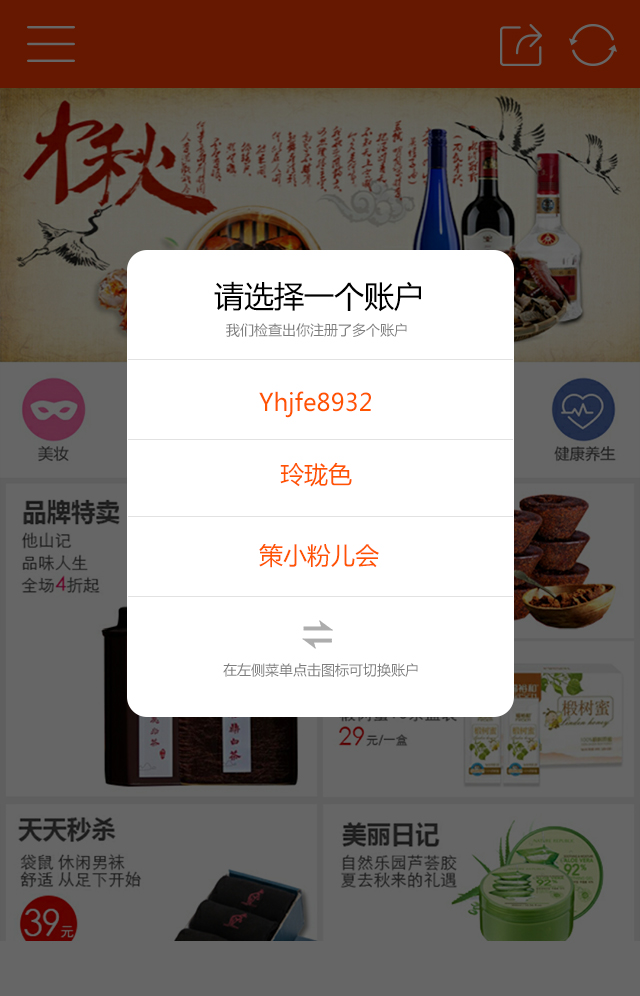 秋
请选择一个账户
我们检查出你注册了多个账户
Yhjfe8932
玲珑色
策小粉儿会
在左侧菜单点击图标可切换账户
美妆
健康养生
品牌特卖
他山记
品味人生
全场4折起
椴树蜜
29元/一盒
天天秒杀
袋鼠 休闲男袜
舒适 从足下开始
39元
美丽日记
自然乐园芦荟胶
夏去秋来的礼遇
92%